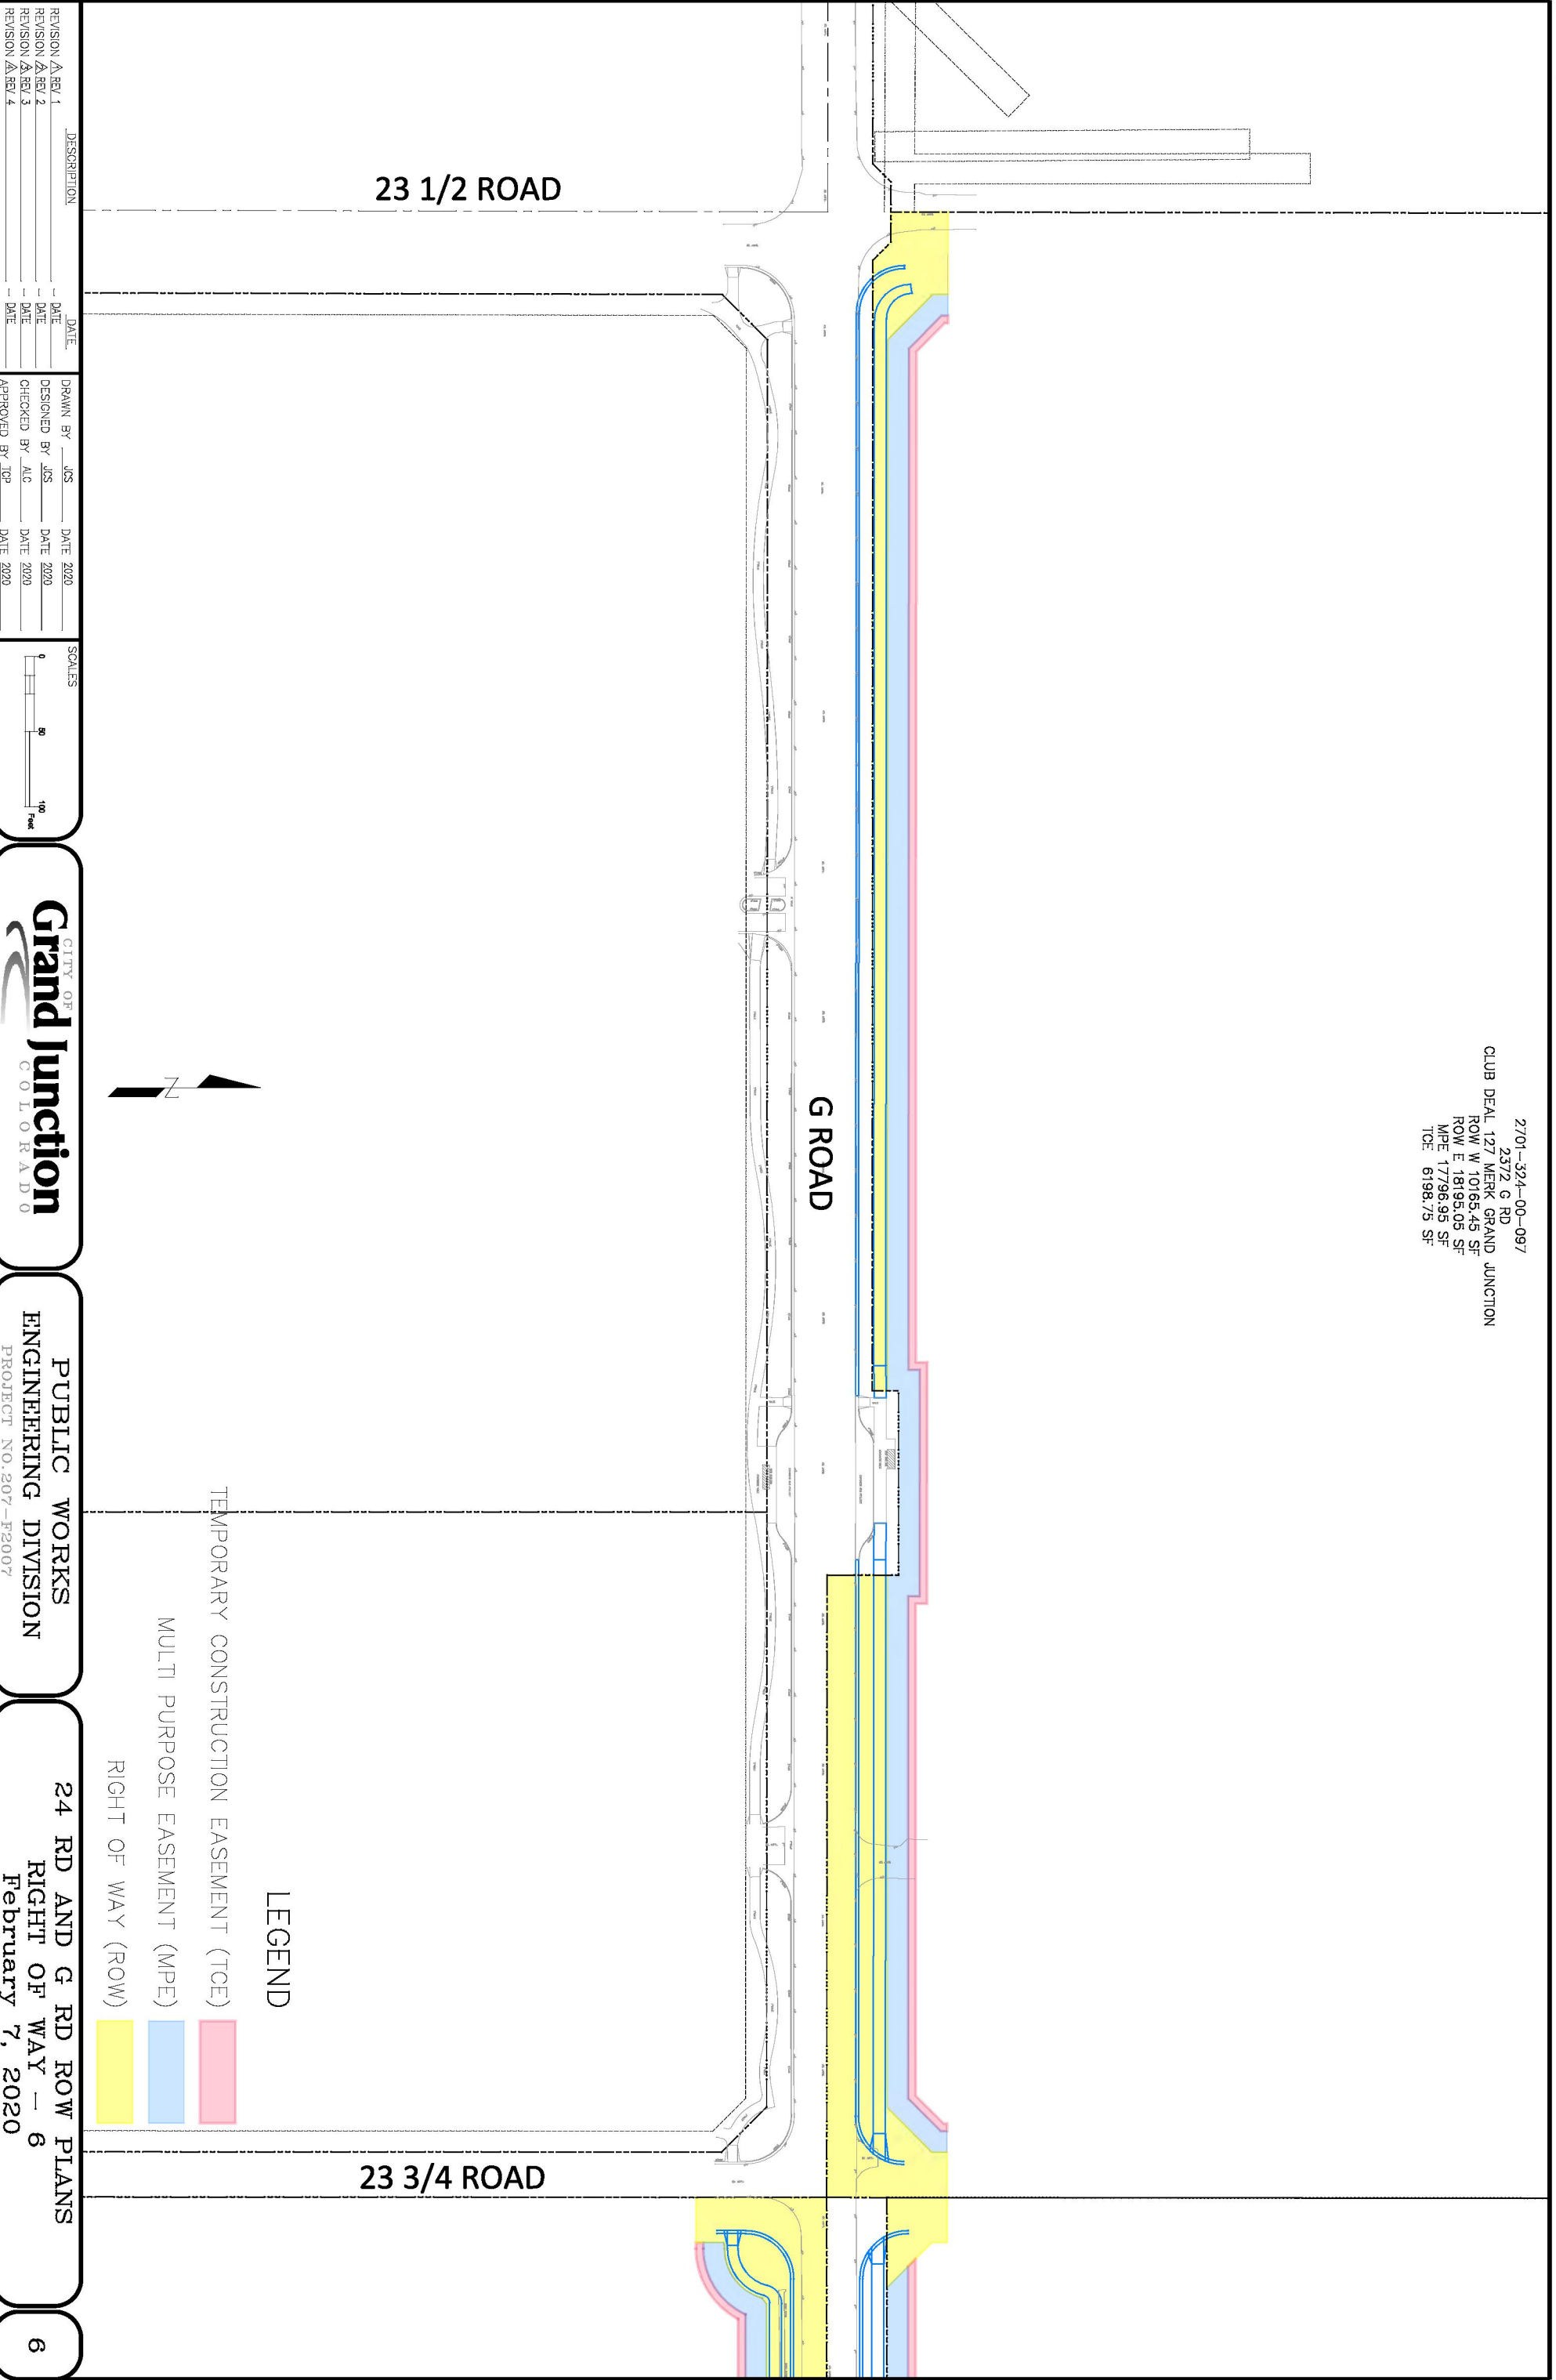 2701-324-00-097
2372 G RD
CLUB DEAL 127 MERK GRAND JUNCTION
ROW W 10165.45 SF
ROW E 18195.05 SF
MPE 17796.95 SF
TCE 6198.75 SF
23 1/2 ROAD
G ROAD
23 3/4 ROAD
N
LEGEND
TEMPORARY CONSTRUCTION EASEMENT (TCE)
MULTI PURPOSE EASEMENT (MPE)
RIGHT OF WAY (ROW)
DESCRIPTION DATE
REVISION 1 REV 1 -- DATE
REVISION 2 REV 2 -- DATE
REVISION 3 REV 3 -- DATE
REVISION 4 REV 4 -- DATE
DRAWN BY JCS DATE 2020
DESIGNED BY JCS DATE 2020
CHECKED BY ALC DATE 2020
APPROVED BY TCP DATE 2020
SCALES
0 50 100
Feet
CITY OF
Grand Junction
COLORADO
PUBLIC WORKS
ENGINEERING DIVISION
PROJECT NO.207-F2007
24 RD AND G RD ROW PLANS
RIGHT OF WAY - 6
February 7, 2020
6